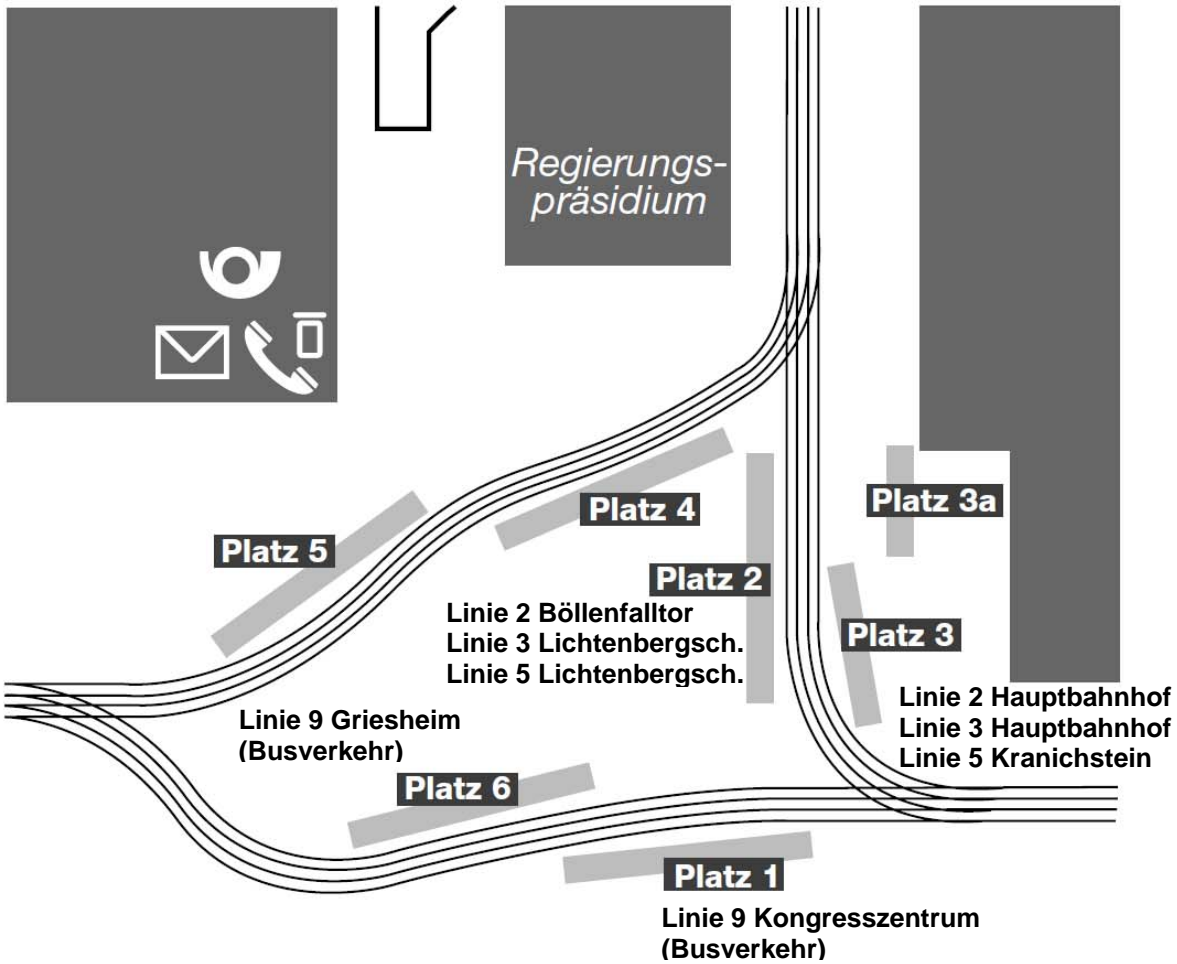 Regierungs-
präsidium
Platz 3a
Platz 4
Platz 5
Platz 2
Linie 2 Böllenfalltor
Linie 3 Lichtenbergsch.
Linie 5 Lichtenbergsch.
Platz 3
Linie 2 Hauptbahnhof
Linie 3 Hauptbahnhof
Linie 5 Kranichstein
Linie 9 Griesheim
(Busverkehr)
Platz 6
Platz 1
Linie 9 Kongresszentrum
(Busverkehr)